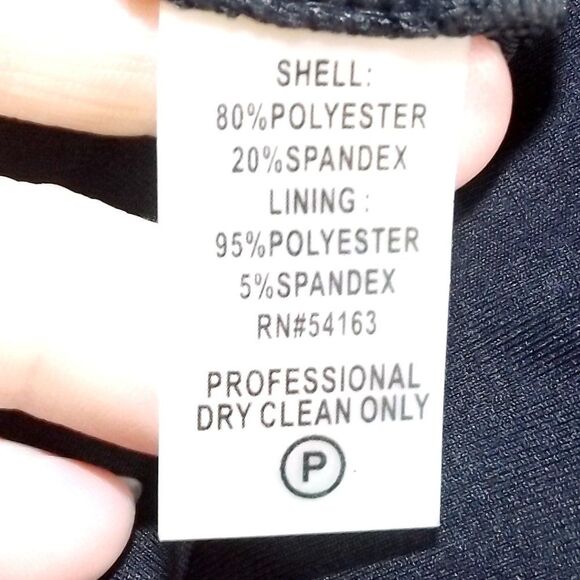 SHELL:
80%POLYESTER
20%SPANDEX
LINING :
95%POLYESTER
5%SPANDEX
RN#54163
PROFESSIONAL
DRY CLEAN ONLY
P